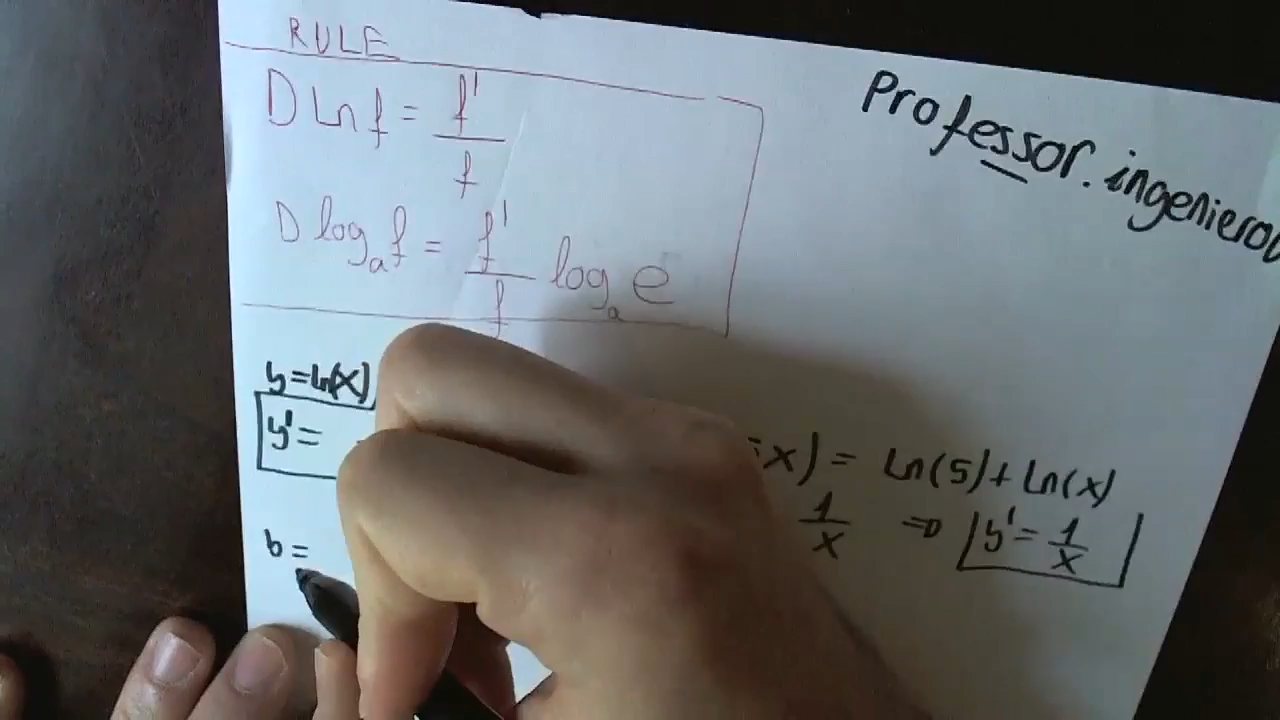 RULE
D Ln f = f'/f
D log_a f = f'/f log_a e
Professor.ingeniero
y = ln(x)
y' =
x) = Ln(5) + Ln(x)
1/x ⇒ y' = 1/x
b =